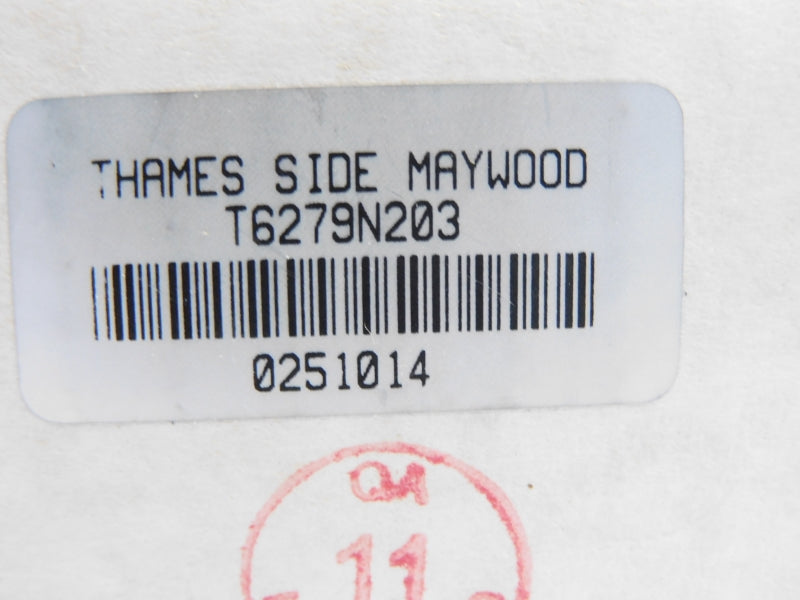 THAMES SIDE MAYWOOD
T6279N203
0251014
QA
11